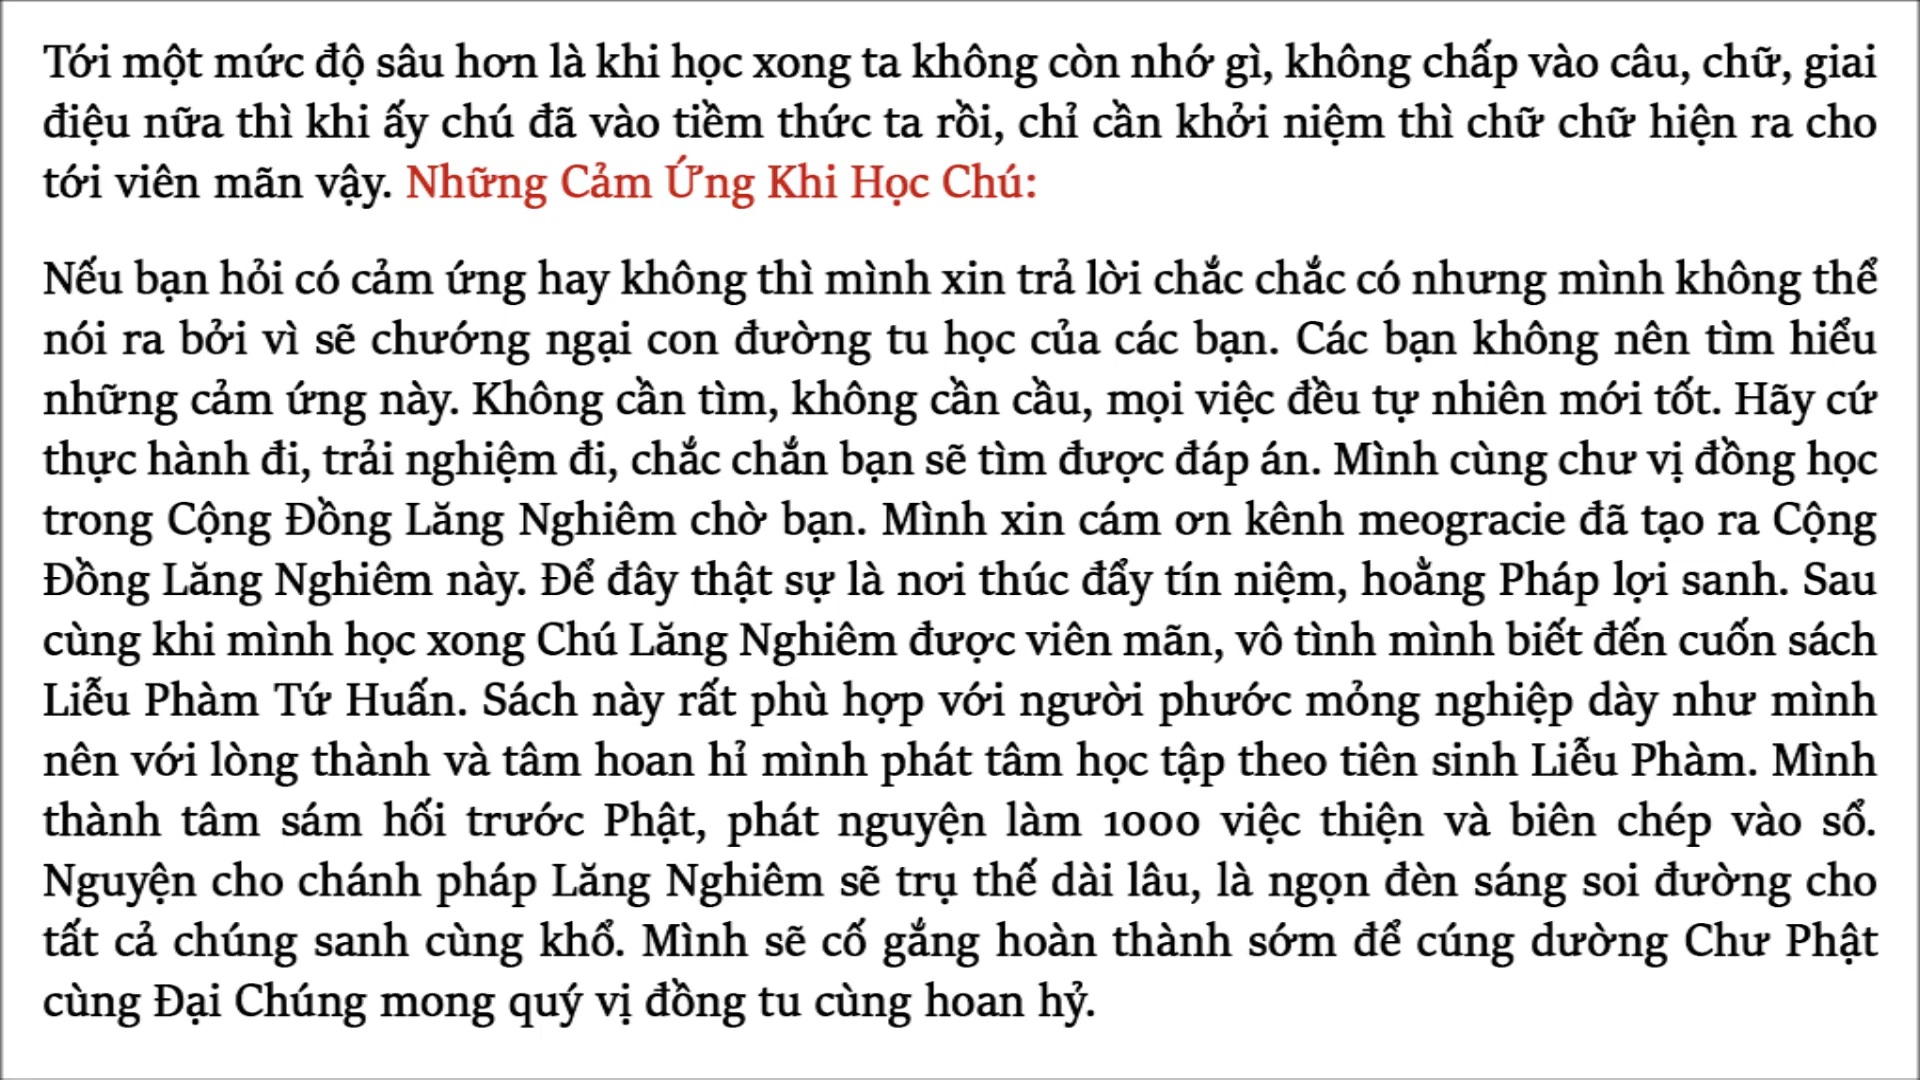 Tới một mức độ sâu hơn là khi học xong ta không còn nhớ gì, không chấp vào câu, chữ, giai
điệu nữa thì khi ấy chú đã vào tiềm thức ta rồi, chỉ cần khởi niệm thì chữ chữ hiện ra cho
tới viên mãn vậy. Những Cảm Ứng Khi Học Chú:
Nếu bạn hỏi có cảm ứng hay không thì mình xin trả lời chắc chắc có nhưng mình không thể
nói ra bởi vì sẽ chướng ngại con đường tu học của các bạn. Các bạn không nên tìm hiểu
những cảm ứng này. Không cần tìm, không cần cầu, mọi việc đều tự nhiên mới tốt. Hãy cứ
thực hành đi, trải nghiệm đi, chắc chắn bạn sẽ tìm được đáp án. Mình cùng chư vị đồng học
trong Cộng Đồng Lăng Nghiêm chờ bạn. Mình xin cám ơn kênh meogracie đã tạo ra Cộng
Đồng Lăng Nghiêm này. Để đây thật sự là nơi thúc đẩy tín niệm, hoằng Pháp lợi sanh. Sau
cùng khi mình học xong Chú Lăng Nghiêm được viên mãn, vô tình mình biết đến cuốn sách
Liễu Phàm Tứ Huấn. Sách này rất phù hợp với người phước mỏng nghiệp dày như mình
nên với lòng thành và tâm hoan hỉ mình phát tâm học tập theo tiên sinh Liễu Phàm. Mình
thành tâm sám hối trước Phật, phát nguyện làm 1000 việc thiện và biên chép vào sổ.
Nguyện cho chánh pháp Lăng Nghiêm sẽ trụ thế dài lâu, là ngọn đèn sáng soi đường cho
tất cả chúng sanh cùng khổ. Mình sẽ cố gắng hoàn thành sớm để cúng dường Chư Phật
cùng Đại Chúng mong quý vị đồng tu cùng hoan hỷ.